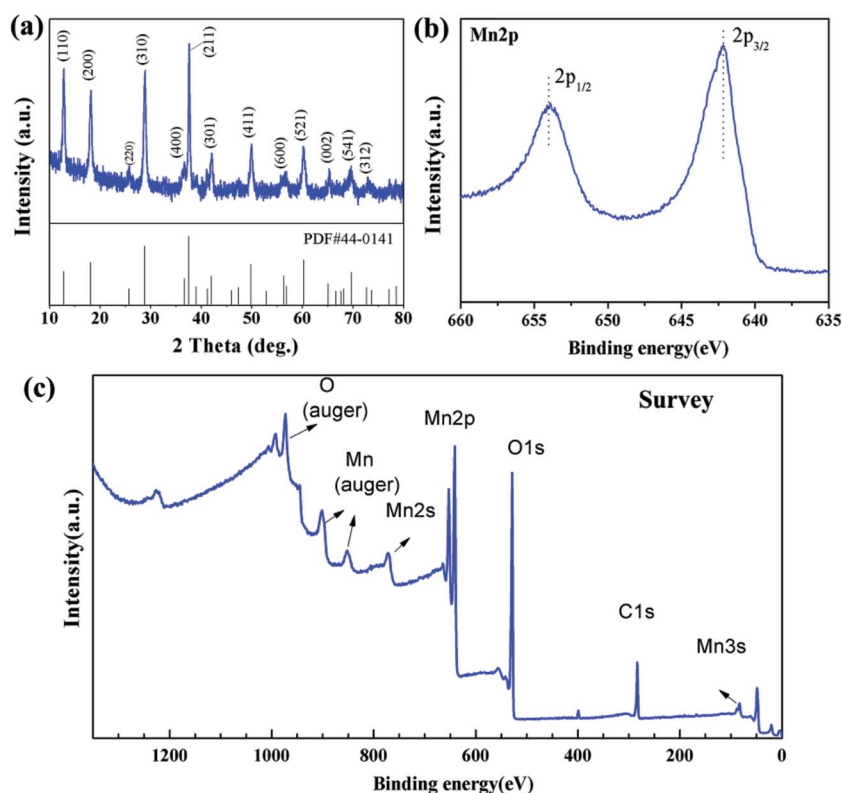 (a)
Intensity (a.u.)
(110)
(200)
(220)
(310)
(400)
(211)
(301)
(411)
(600)
(521)
(002)
(541)
(312)
PDF#44-0141
10 20 30 40 50 60 70 80
2 Theta (deg.)
(b)
Mn2p
2p1/2
2p3/2
Intensity(a.u.)
660 655 650 645 640 635
Binding energy(eV)
(c)
Survey
O
(auger)
Mn
(auger)
Mn2s
Mn2p
O1s
C1s
Mn3s
Intensity(a.u.)
1200 1000 800 600 400 200 0
Binding energy(eV)